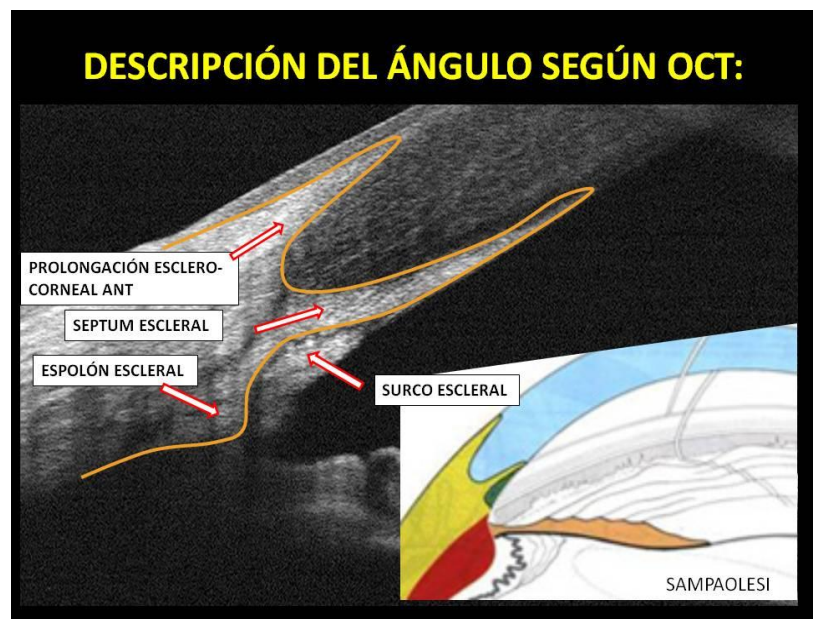 DESCRIPCIÓN DEL ÁNGULO SEGÚN OCT:
PROLONGACIÓN ESCLERO-
CORNEAL ANT
SEPTUM ESCLERAL
ESPOLÓN ESCLERAL
SURCO ESCLERAL
SAMPAOLESI